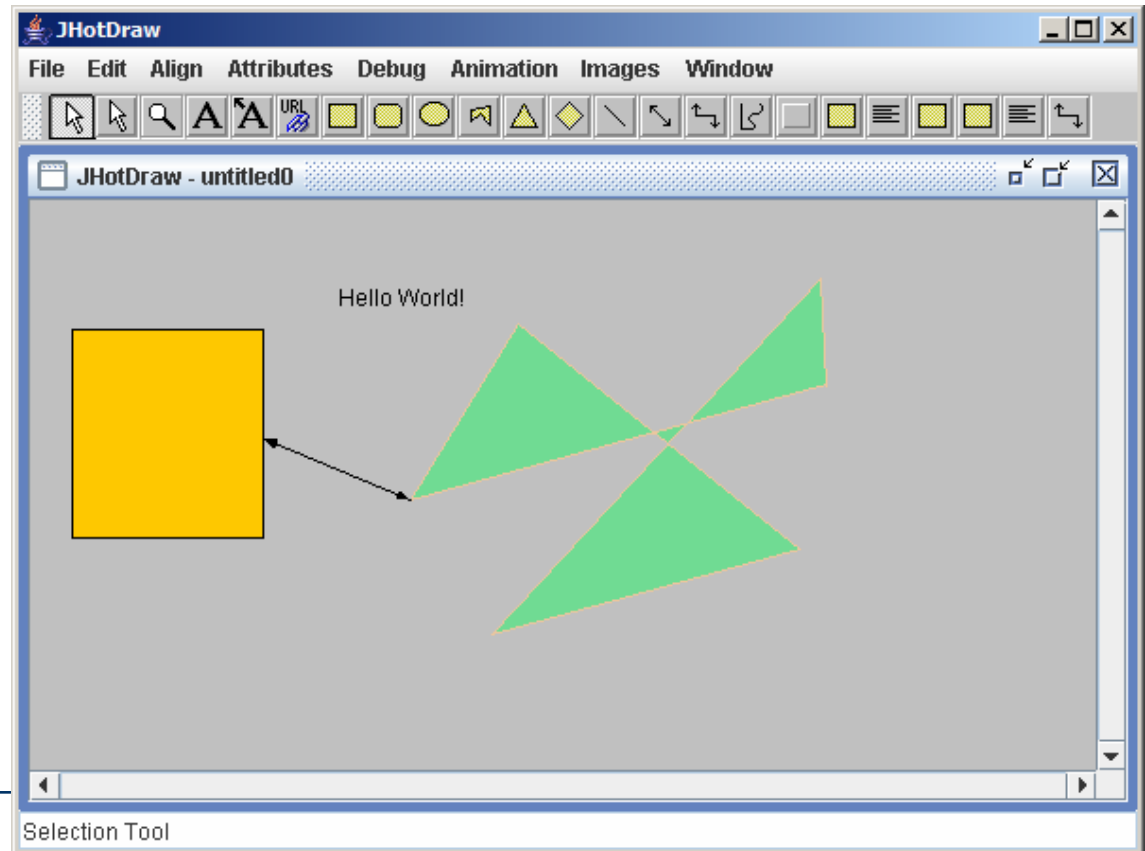 JHotDraw
File Edit Align Attributes Debug Animation Images Window
A A URL
JHotDraw - untitled0
Hello World!
Selection Tool